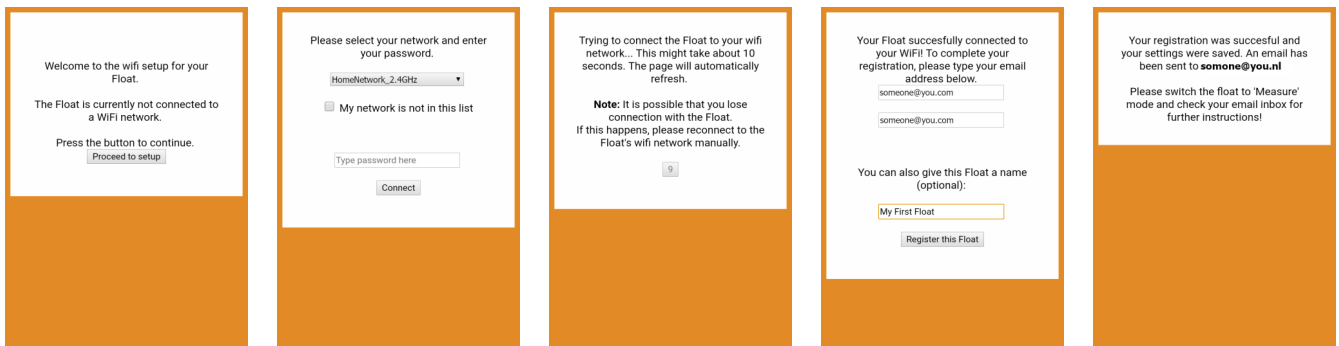 Welcome to the wifi setup for your
Float.
The Float is currently not connected to
a WiFi network.
Press the button to continue.
Proceed to setup
Please select your network and enter
your password.
HomeNetwork_2.4GHz
My network is not in this list
Type password here
Connect
Trying to connect the Float to your wifi
network... This might take about 10
seconds. The page will automatically
refresh.
Note: It is possible that you lose
connection with the Float.
If this happens, please reconnect to the
Float's wifi network manually.
9
Your Float succesfully connected to
your WiFi! To complete your
registration, please type your email
address below.
someone@you.com
someone@you.com
You can also give this Float a name
(optional):
My First Float
Register this Float
Your registration was succesful and
your settings were saved. An email has
been sent to somone@you.nl
Please switch the float to 'Measure'
mode and check your email inbox for
further instructions!